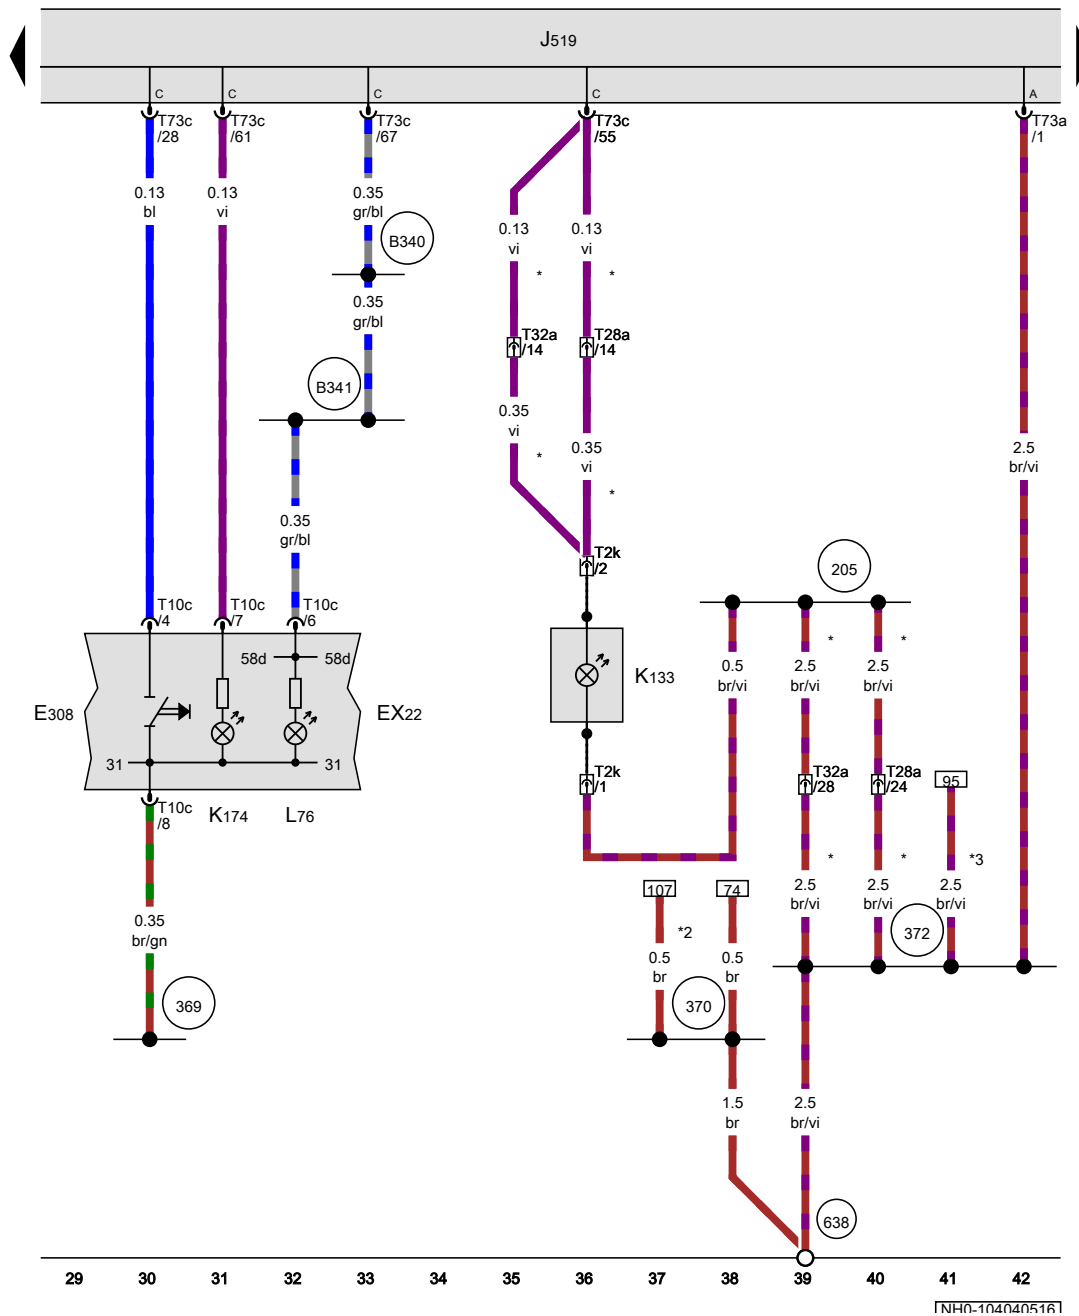 J519
C
C
C
C
A
T73c
/28
T73c
/61
T73c
/67
T73c
/55
T73a
/1
0.13
bl
0.13
vi
0.35
gr/bl
B340
0.13
vi
*
0.13
vi
*
0.35
gr/bl
T32a
/14
T28a
/14
B341
0.35
vi
*
0.35
vi
*
2.5
br/vi
0.35
gr/bl
T2k
/2
205
T10c
/4
T10c
/7
T10c
/6
58d
58d
K133
0.5
br/vi
*
2.5
br/vi
*
2.5
br/vi
E308
EX22
31
31
T2k
/1
T32a
/28
T28a
/24
95
T10c
/8
K174
L76
*
*
*3
107
74
2.5
br/vi
2.5
br/vi
2.5
br/vi
0.35
br/gn
*2
372
0.5
br
0.5
br
369
370
1.5
br
2.5
br/vi
638
29 30 31 32 33 34 35 36 37 38 39 40 41 42
NH0-104040516